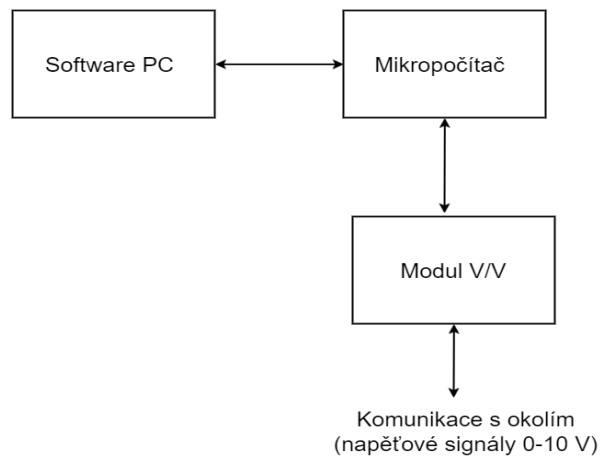 Software PC
Mikropočítač
Modul V/V
Komunikace s okolím
(napěťové signály 0-10 V)